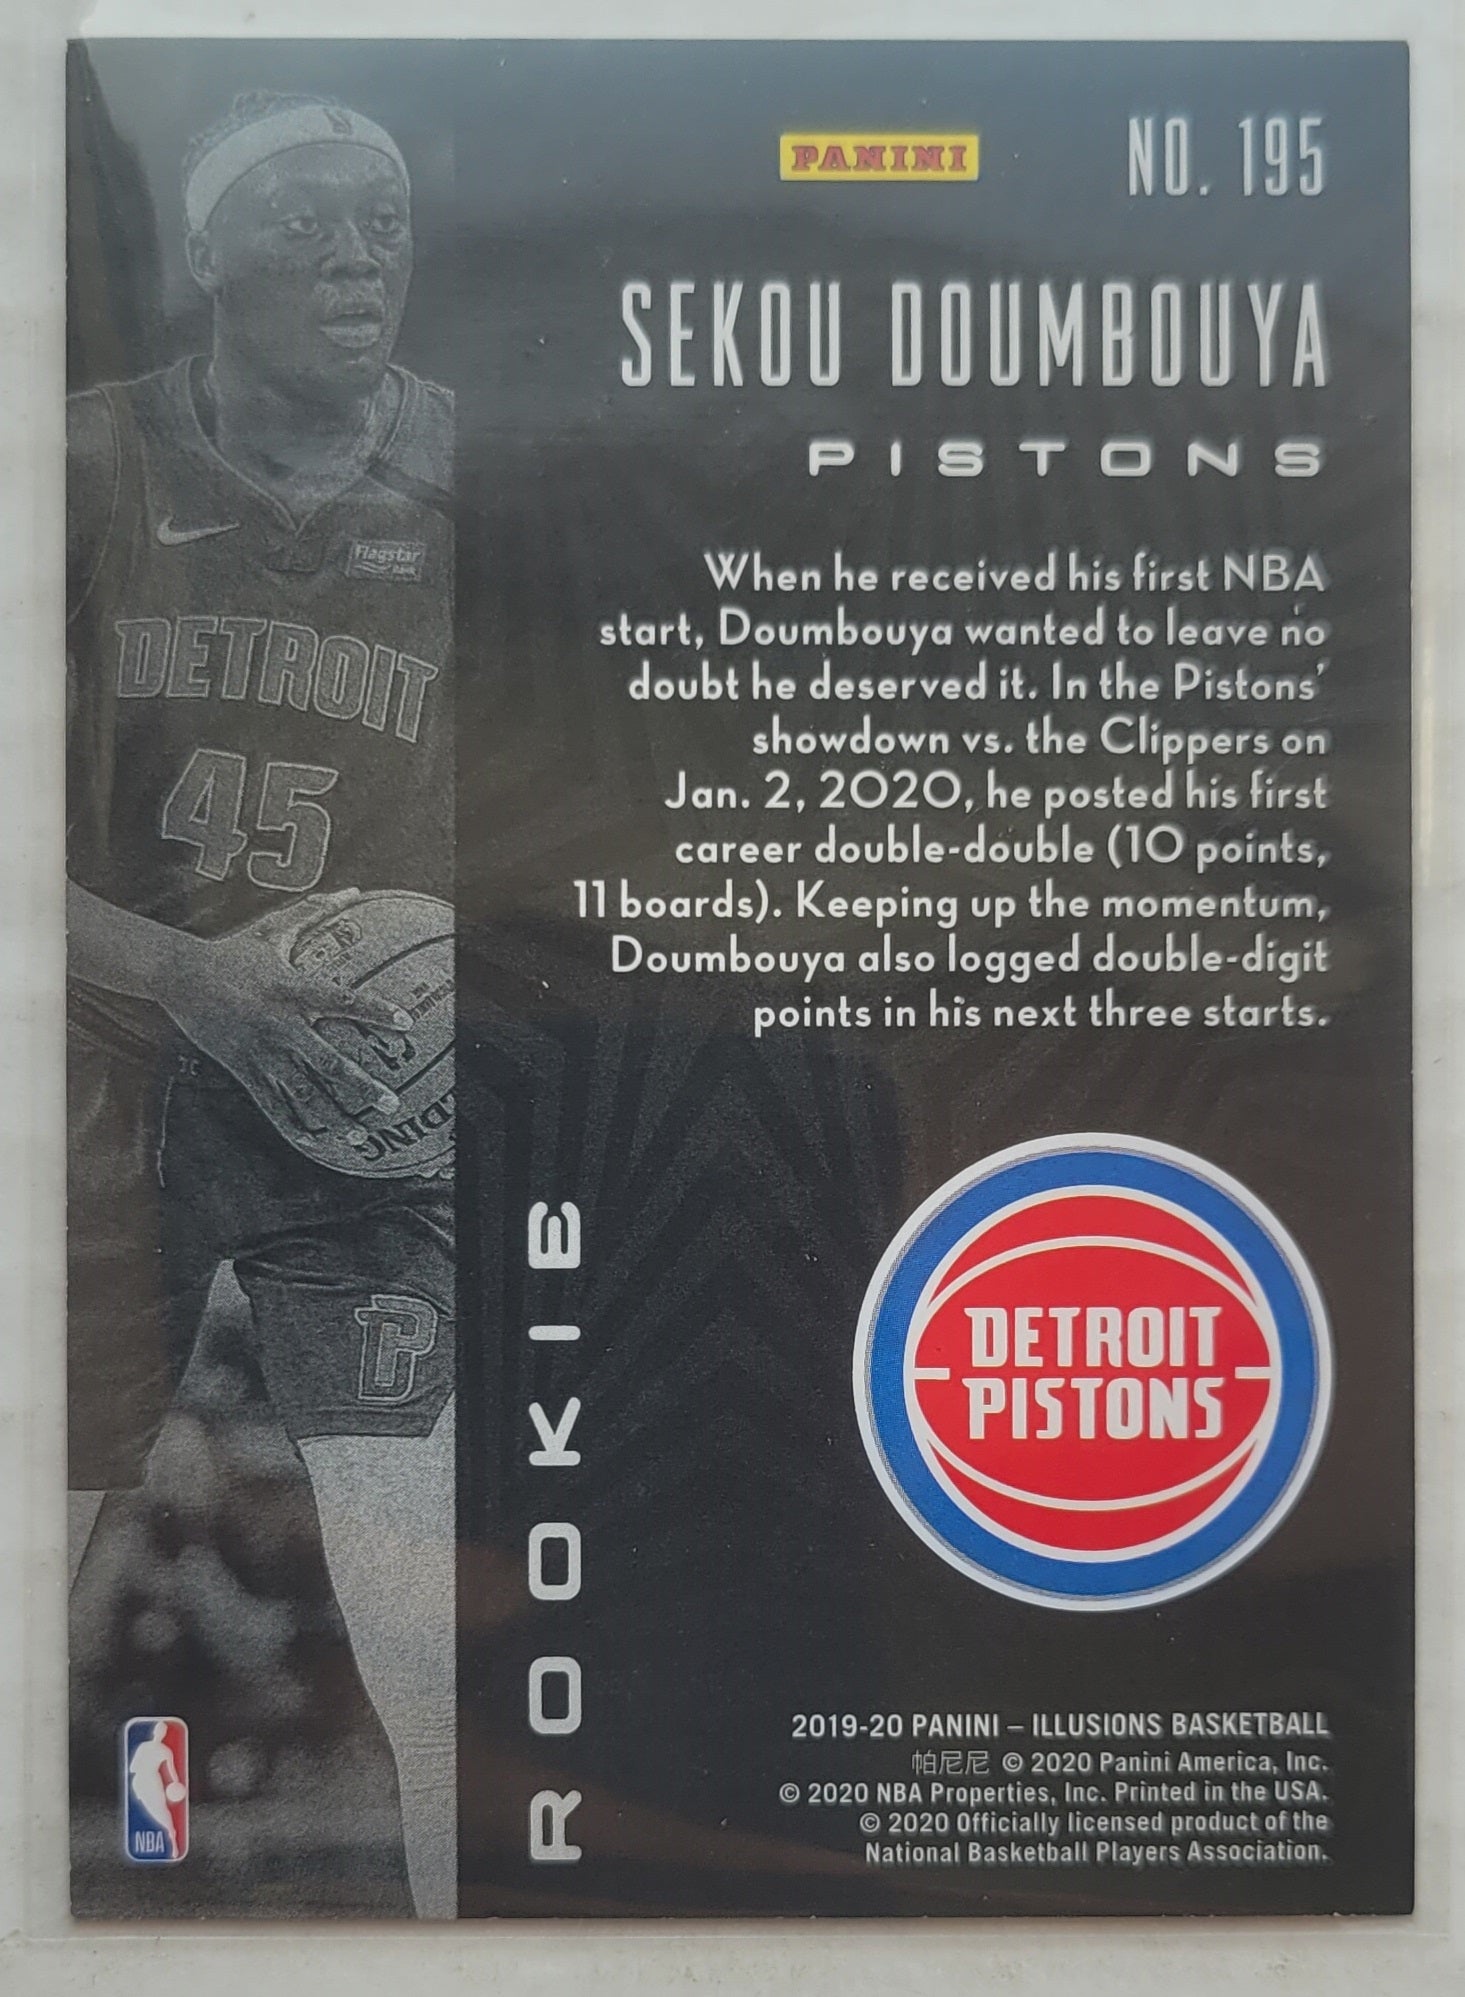 PANINI
NO. 195
SEKOU DOUMBOUYA
PISTONS
When he received his first NBA
start, Doumbouya wanted to leave no
doubt he deserved it. In the Pistons'
showdown vs. the Clippers on
Jan. 2, 2020, he posted his first
career double-double (10 points,
11 boards). Keeping up the momentum,
Doumbouya also logged double-digit
points in his next three starts.
Flagstar
Bank
DETROIT
45
LDING
ROOKIE
DETROIT
PISTONS
NBA
2019-20 PANINI – ILLUSIONS BASKETBALL
帕尼尼 © 2020 Panini America, Inc.
© 2020 NBA Properties, Inc. Printed in the USA.
© 2020 Officially licensed product of the
National Basketball Players Association.